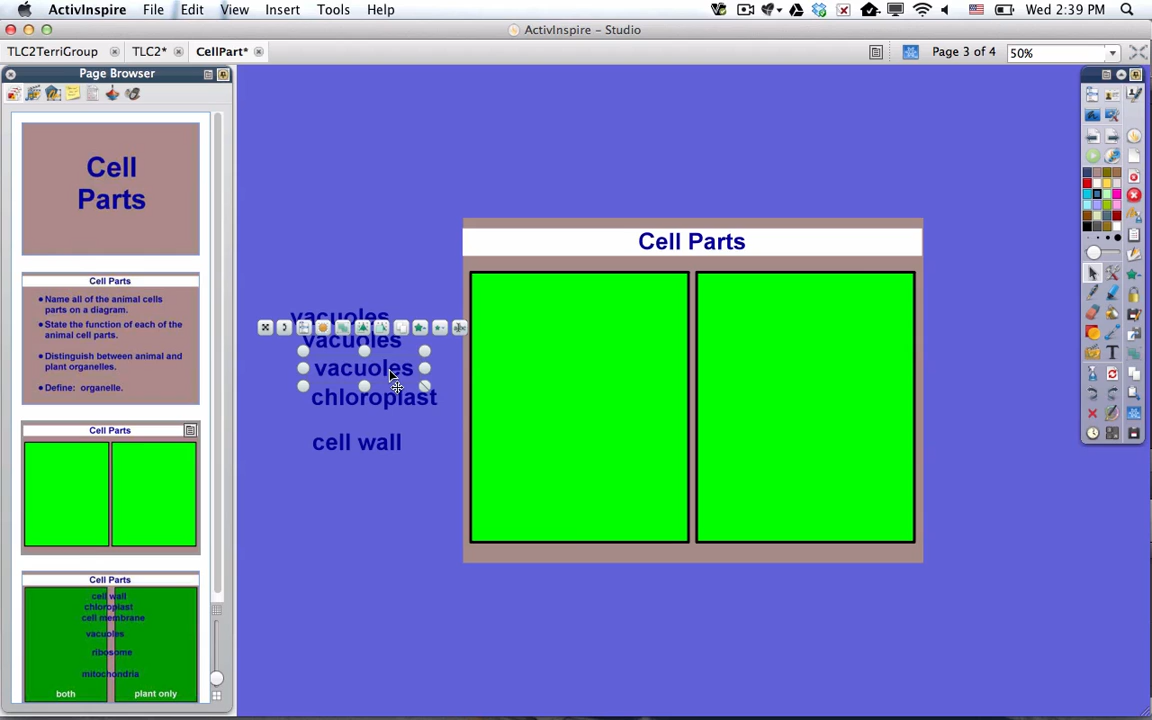 ActivInspire File Edit View Insert Tools Help Wed 2:39 PM
ActivInspire – Studio
TLC2TerriGroup TLC2* CellPart* Page 3 of 4 50%
Page Browser
Cell
Parts
Cell Parts
•Name all of the animal cells
parts on a diagram.
•State the function of each of the
animal cell parts.
•Distinguish between animal and
plant organelles.
•Define: organelle.
Cell Parts
Cell Parts
cell wall
chloroplast
cell membrane
vacuoles
ribosome
mitochondria
both plant only
Cell Parts
vacuoles
vacuoles
vacuoles
chloroplast
cell wall